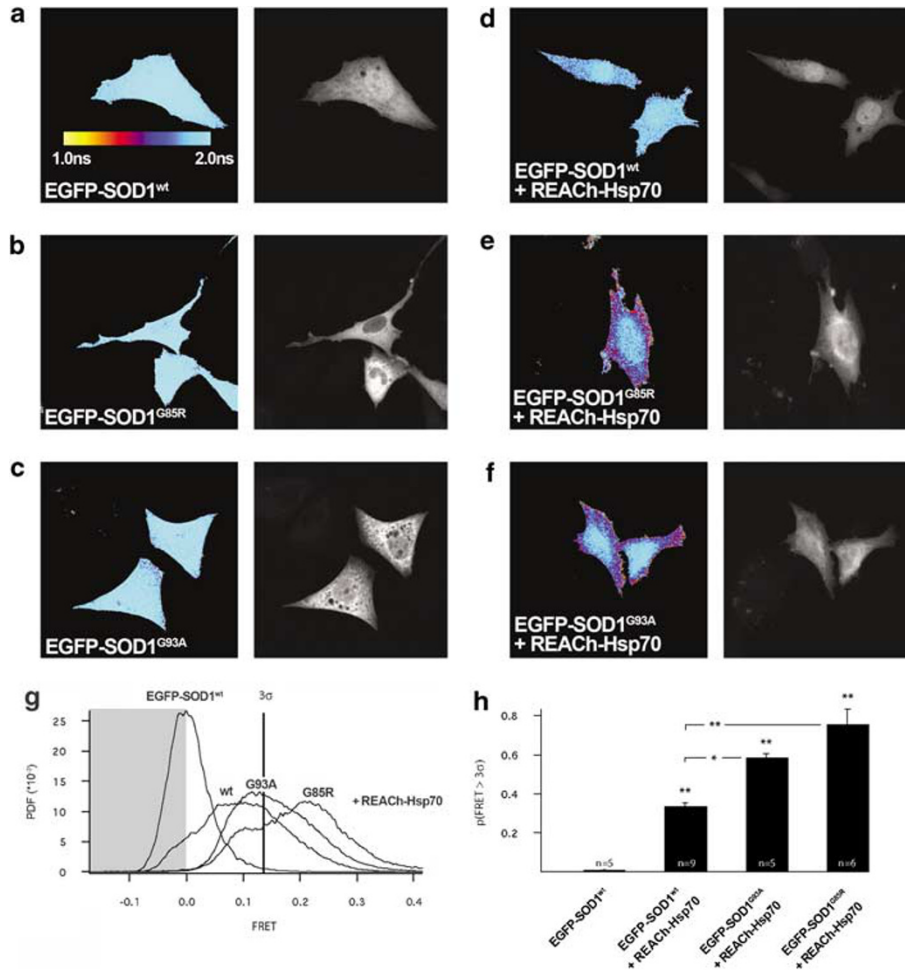 a
1.0ns 2.0ns
EGFP-SOD1ʷᵗ
d
EGFP-SOD1ʷᵗ
+ REACh-Hsp70
b
EGFP-SOD1ᴳ⁸⁵ᴿ
e
EGFP-SOD1ᴳ⁸⁵ᴿ
+ REACh-Hsp70
c
EGFP-SOD1ᴳ⁹³ᴬ
f
EGFP-SOD1ᴳ⁹³ᴬ
+ REACh-Hsp70
g
EGFP-SOD1ʷᵗ 3σ
25
20
15
10
5
0
PDF (*10⁻³)
wt G93A G85R + REACh-Hsp70
-0.1 0.0 0.1 0.2 0.3 0.4
FRET
h
0.8
0.6
0.4
0.2
p(FRET > 3σ)
** ** ** ** *
n=5 n=9 n=5 n=6
EGFP-SOD1ʷᵗ
EGFP-SOD1ʷᵗ
+ REACh-Hsp70
EGFP-SOD1ᴳ⁹³ᴬ
+ REACh-Hsp70
EGFP-SOD1ᴳ⁸⁵ᴿ
+ REACh-Hsp70